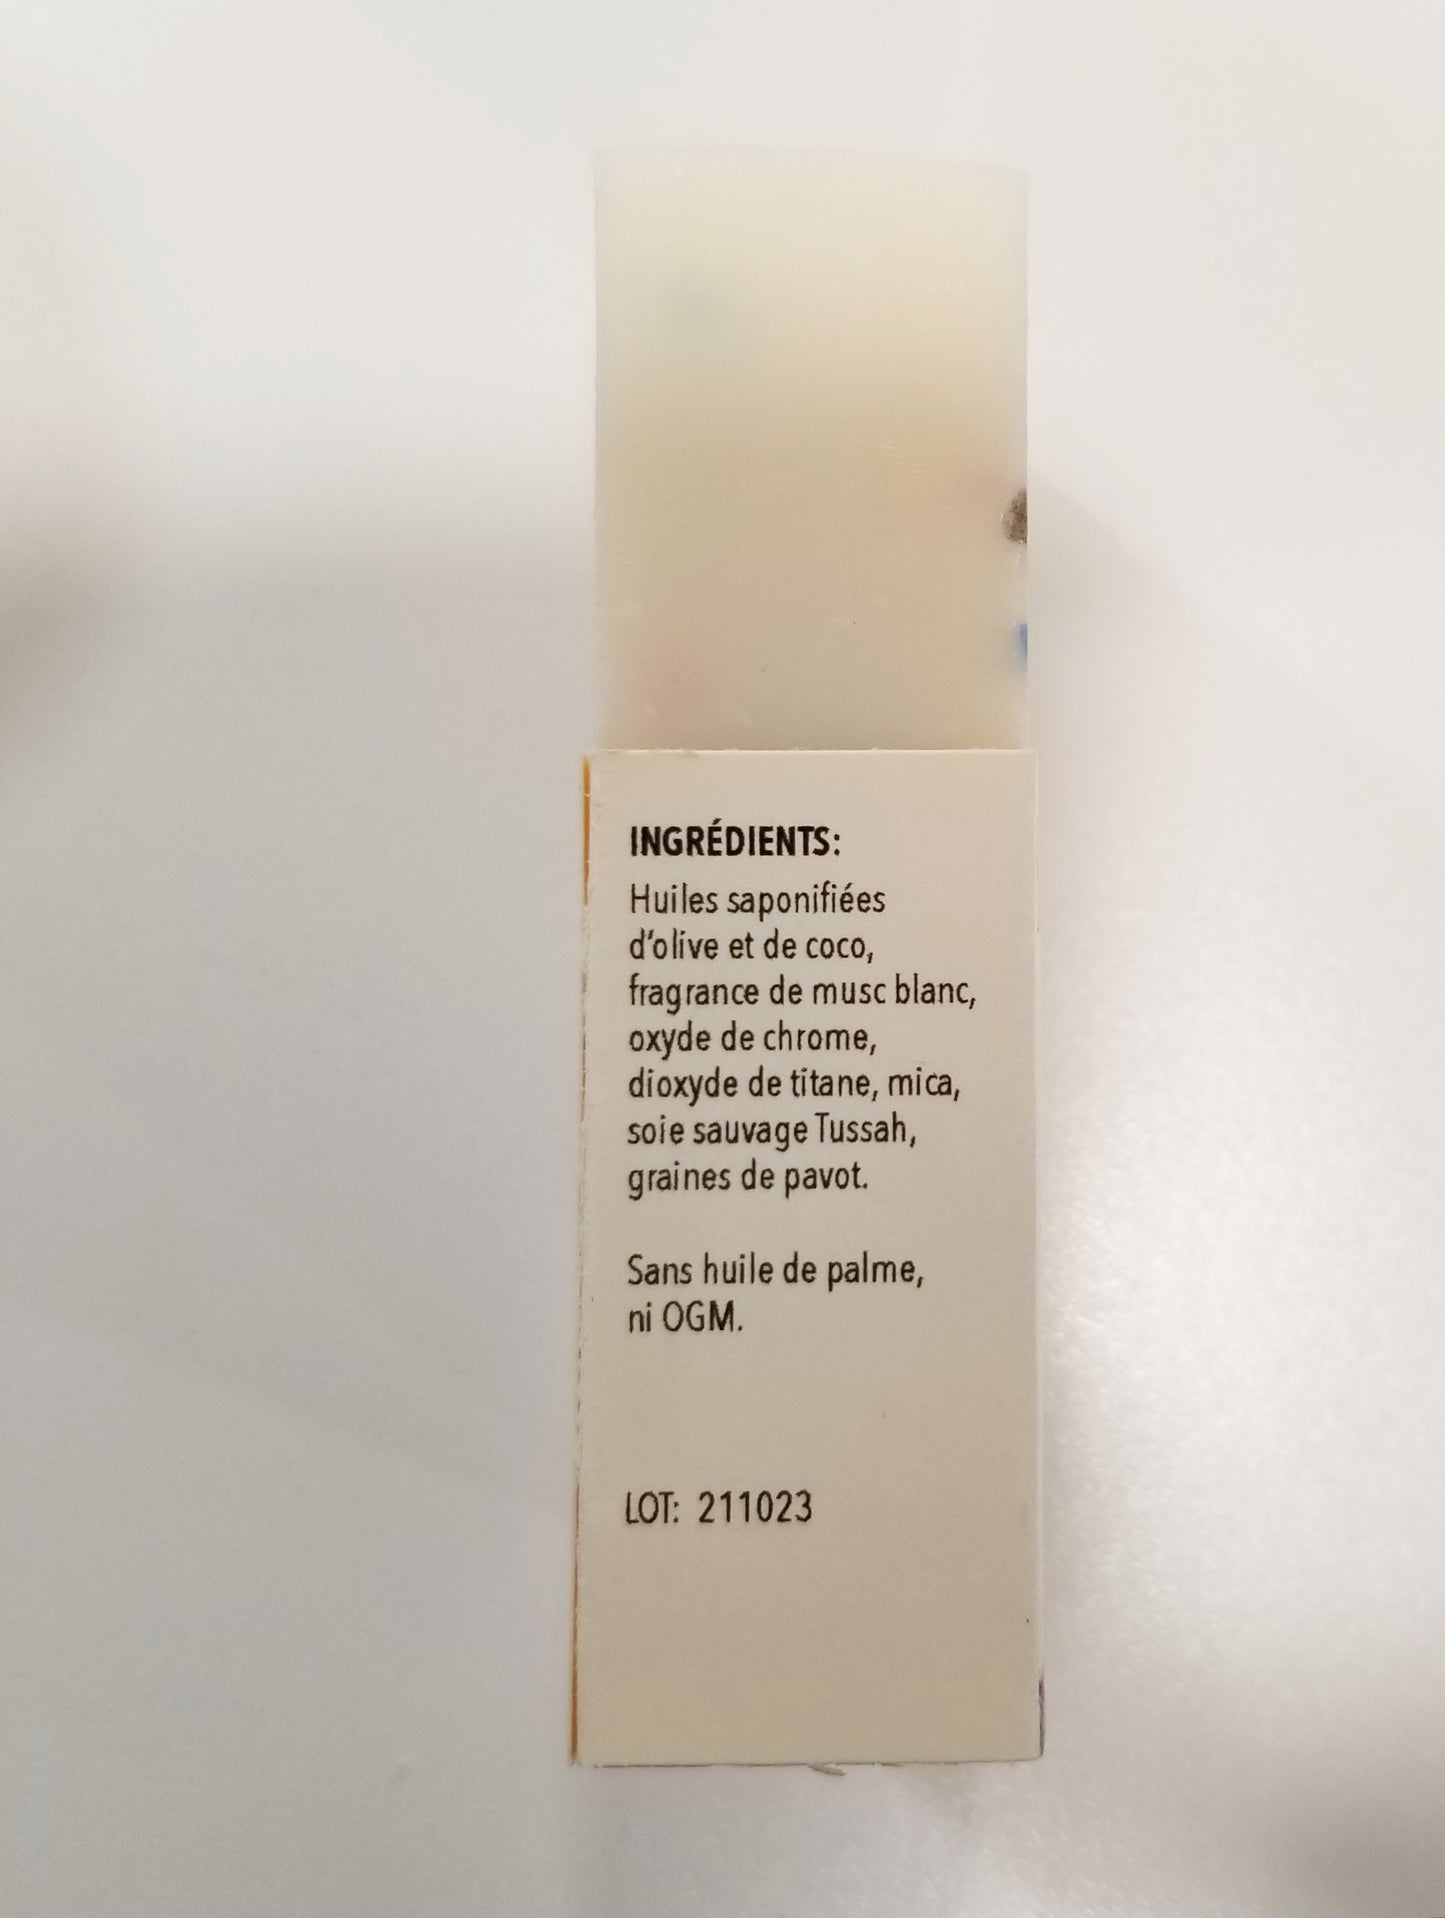 INGRÉDIENTS:
Huiles saponifiées
d'olive et de coco,
fragrance de musc blanc,
oxyde de chrome,
dioxyde de titane, mica,
soie sauvage Tussah,
graines de pavot.
Sans huile de palme,
ni OGM.
LOT: 211023